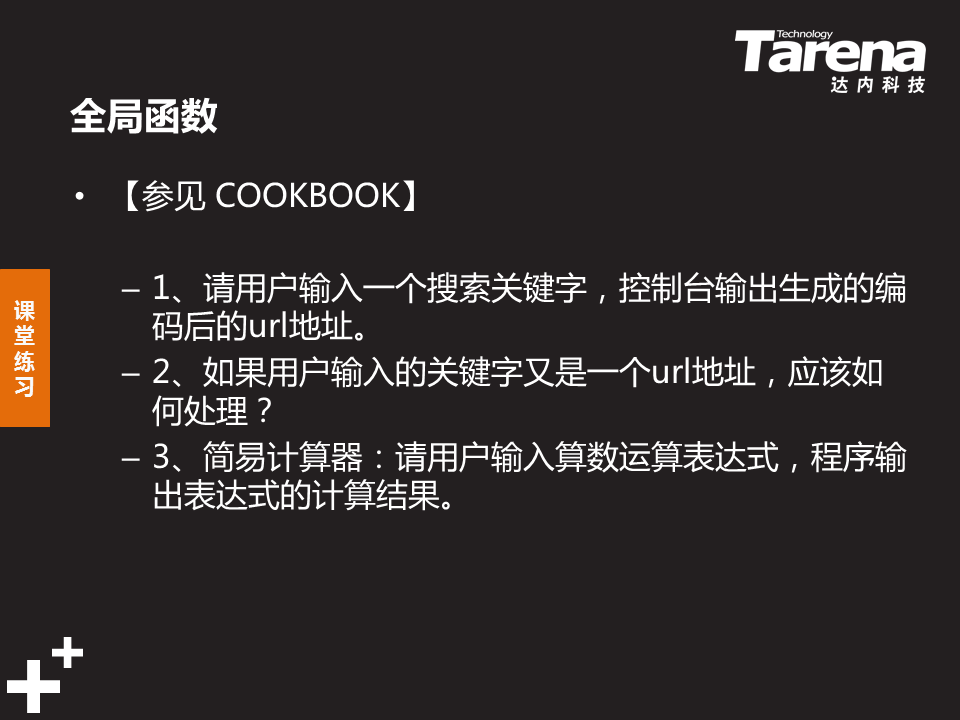 Technology
Tarena
达内科技
全局函数
• 【参见 COOKBOOK】
– 1、请用户输入一个搜索关键字，控制台输出生成的编
码后的url地址。
– 2、如果用户输入的关键字又是一个url地址，应该如
何处理？
– 3、简易计算器：请用户输入算数运算表达式，程序输
出表达式的计算结果。
课
堂
练
习